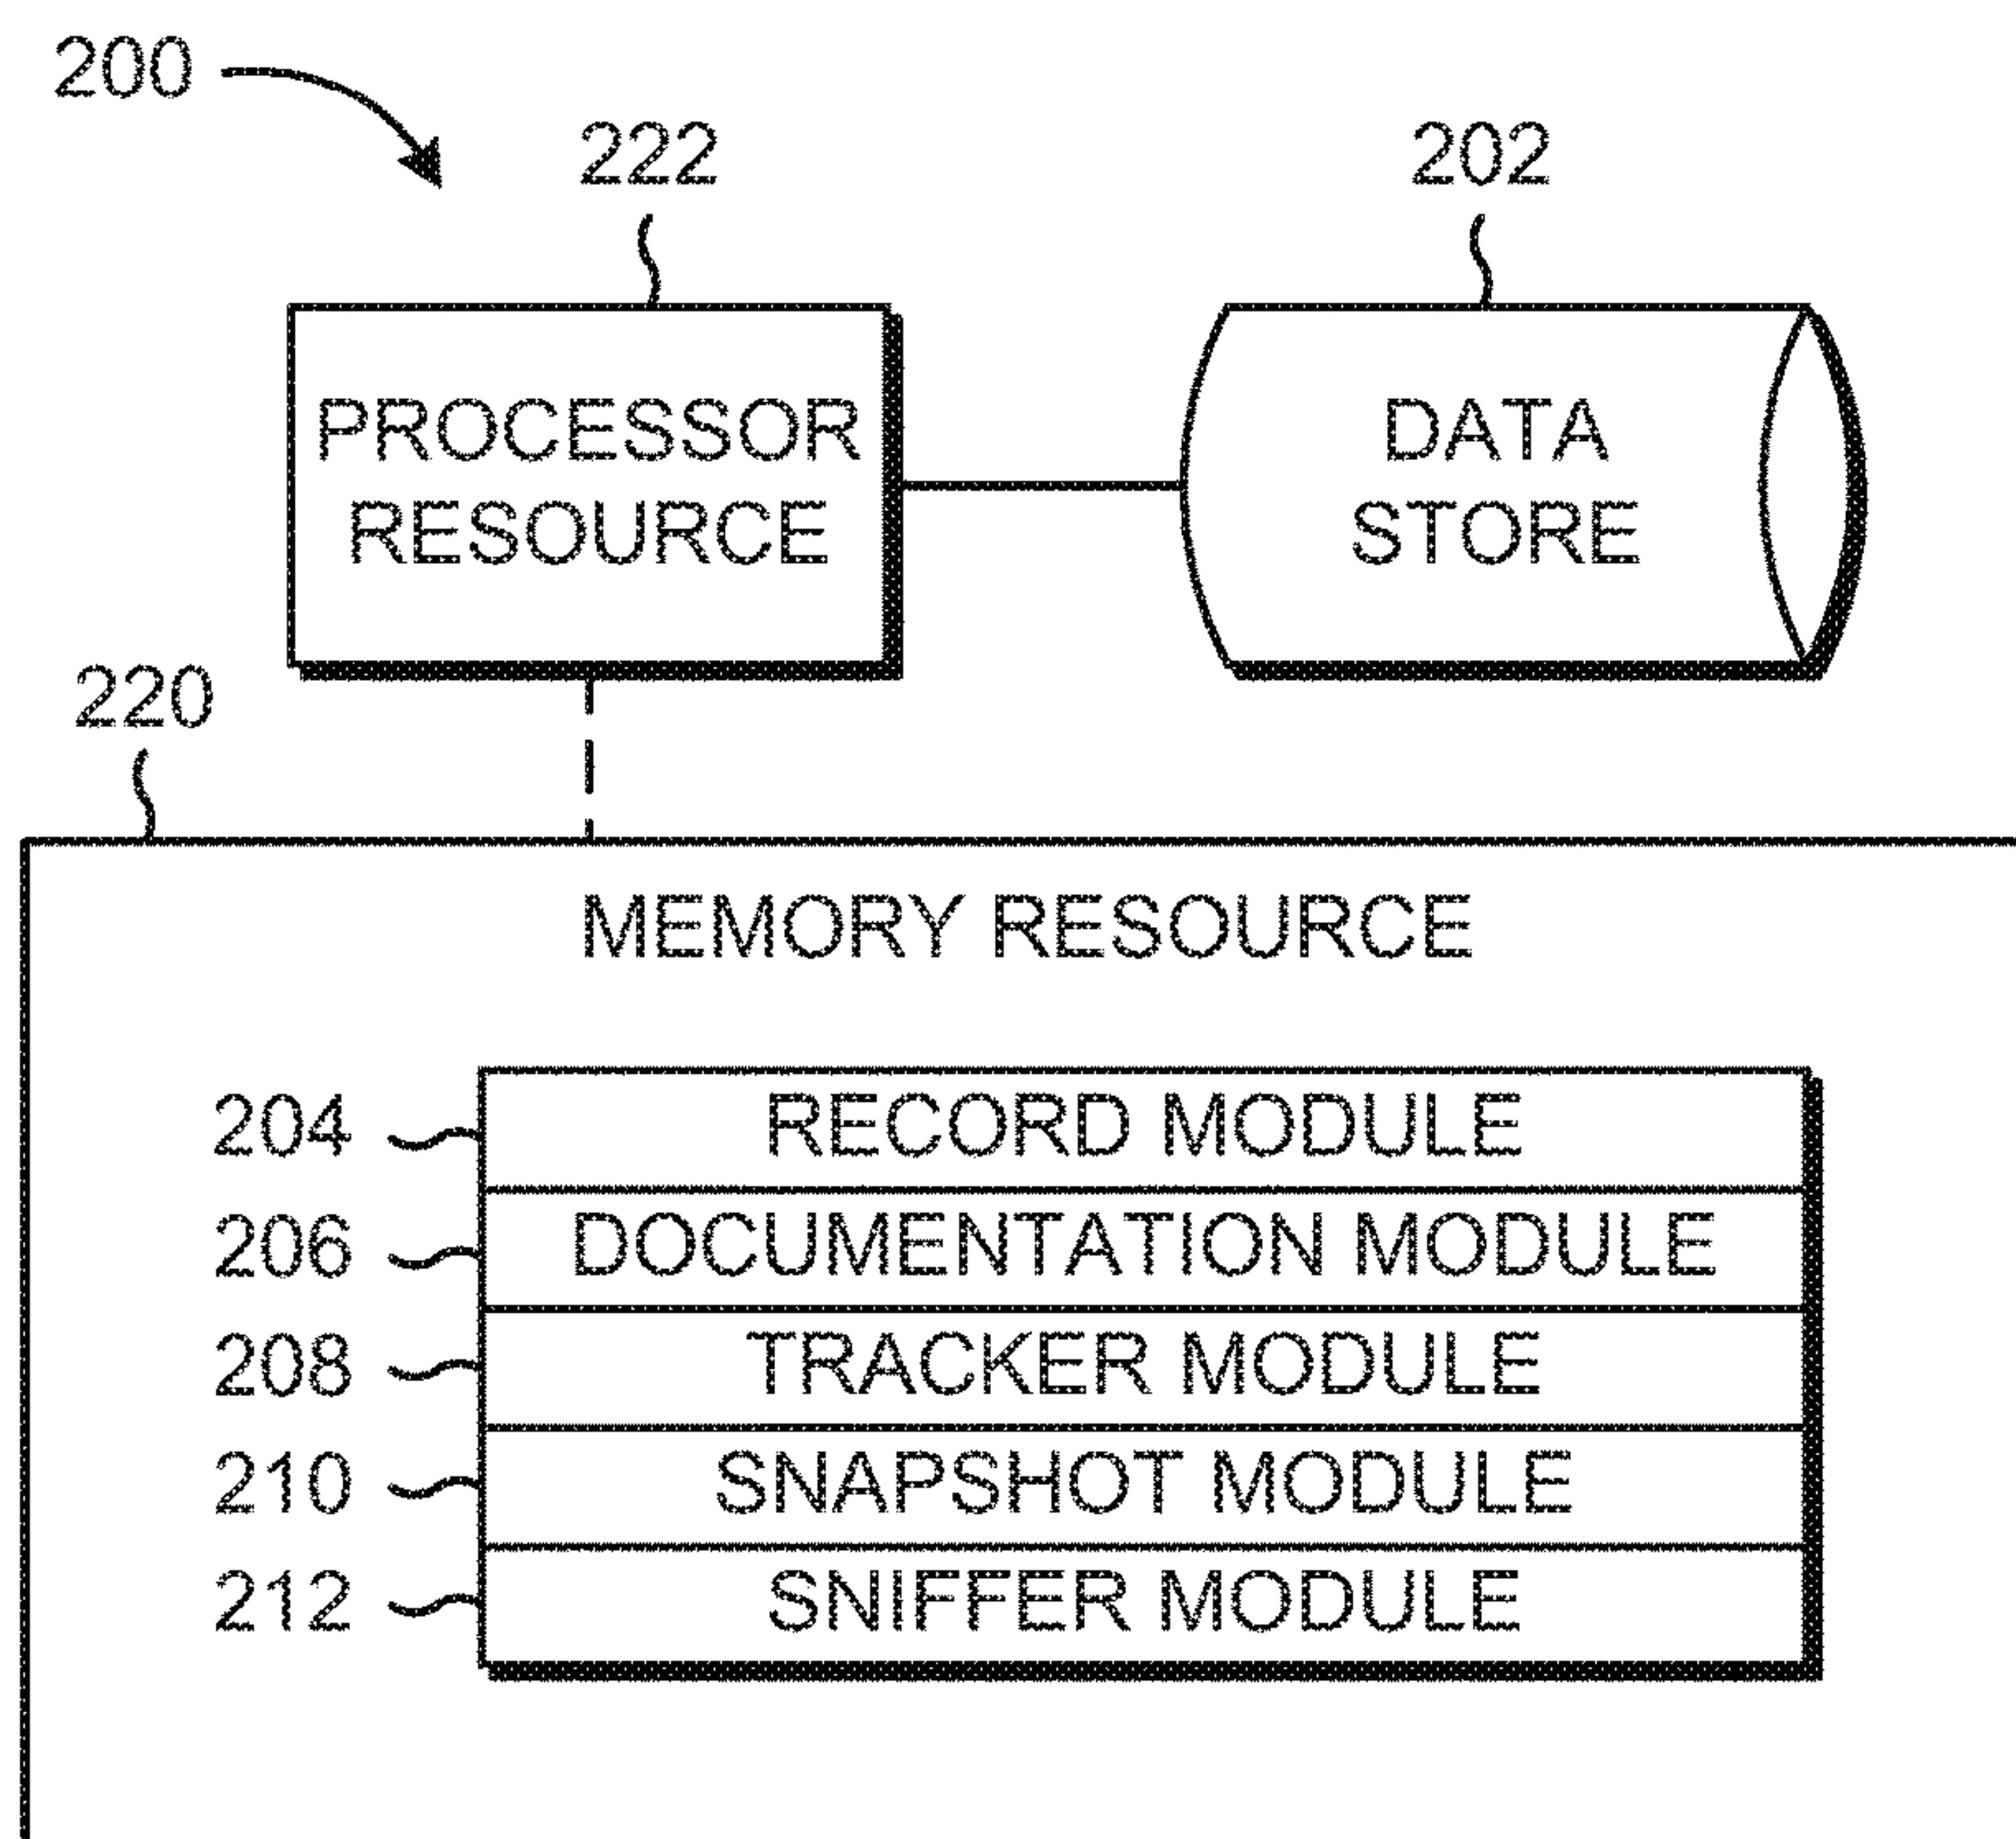 200
222
202
PROCESSOR
RESOURCE
DATA
STORE
220
MEMORY RESOURCE
204 RECORD MODULE
206 DOCUMENTATION MODULE
208 TRACKER MODULE
210 SNAPSHOT MODULE
212 SNIFFER MODULE